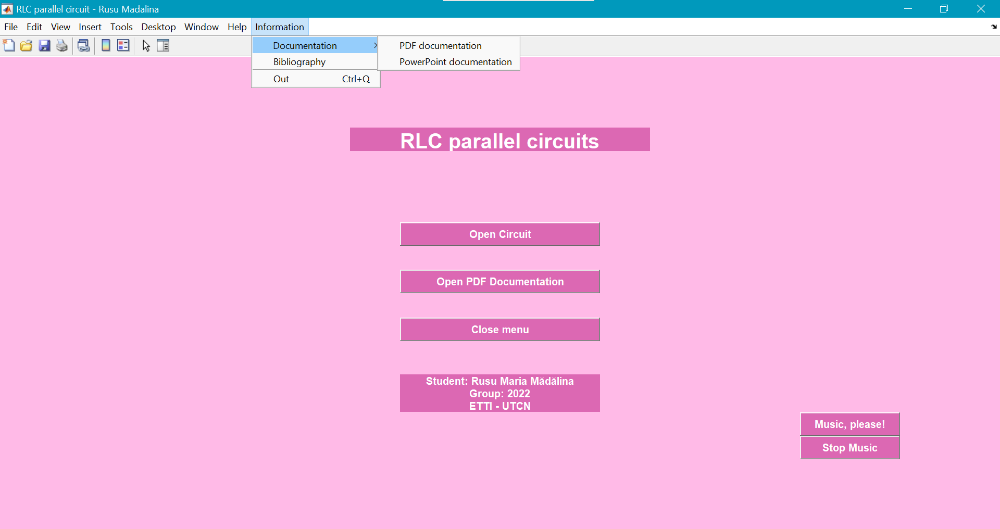 RLC parallel circuit - Rusu Madalina
File Edit View Insert Tools Desktop Window Help Information
Documentation
Bibliography
Out Ctrl+Q
PDF documentation
PowerPoint documentation
RLC parallel circuits
Open Circuit
Open PDF Documentation
Close menu
Student: Rusu Maria Mădălina
Group: 2022
ETTI - UTCN
Music, please!
Stop Music